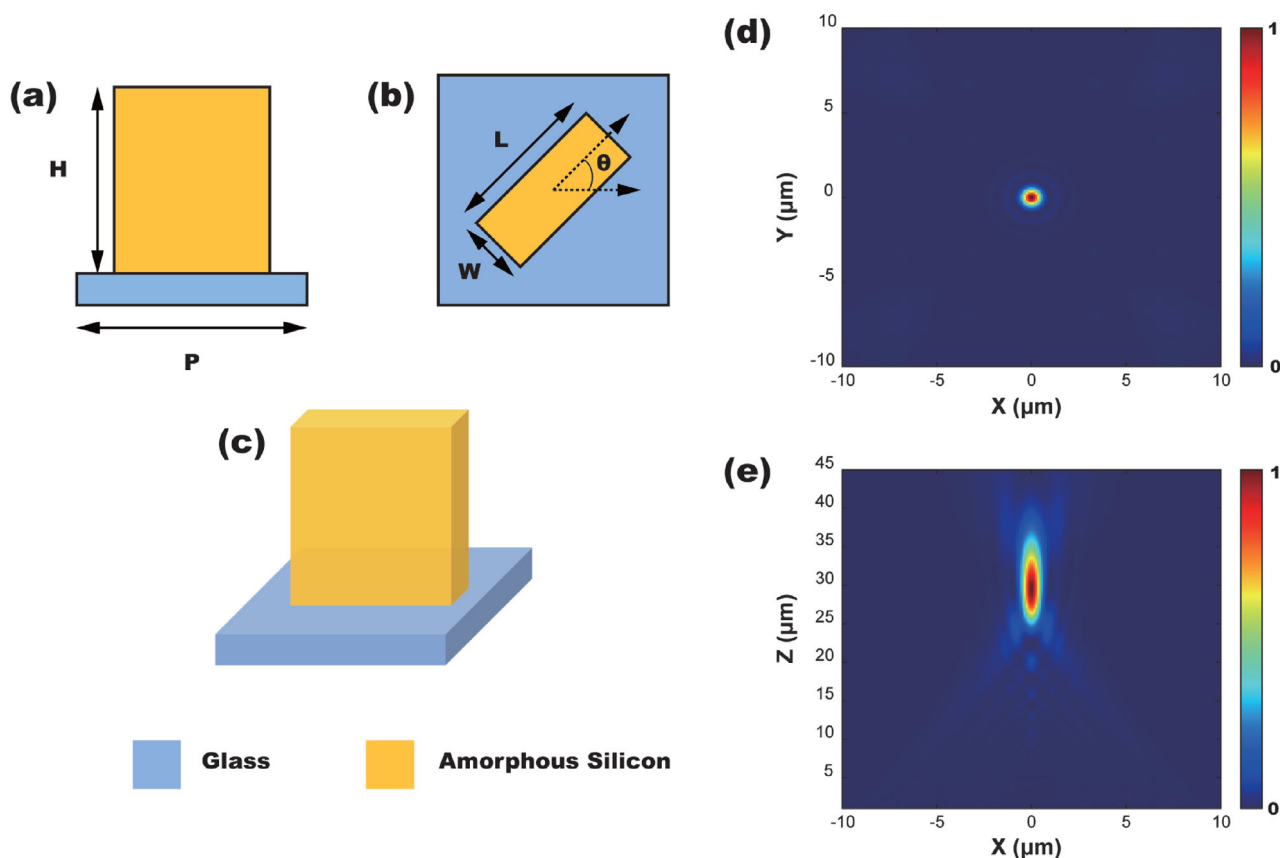 (a)
H
P
(b)
L
θ
W
(c)
Glass
Amorphous Silicon
(d)
10
5
0
-5
-10
Y (µm)
-10 -5 0 5 10
X (µm)
1
0
(e)
45
40
35
30
25
20
15
10
5
Z (µm)
-10 -5 0 5 10
X (µm)
1
0